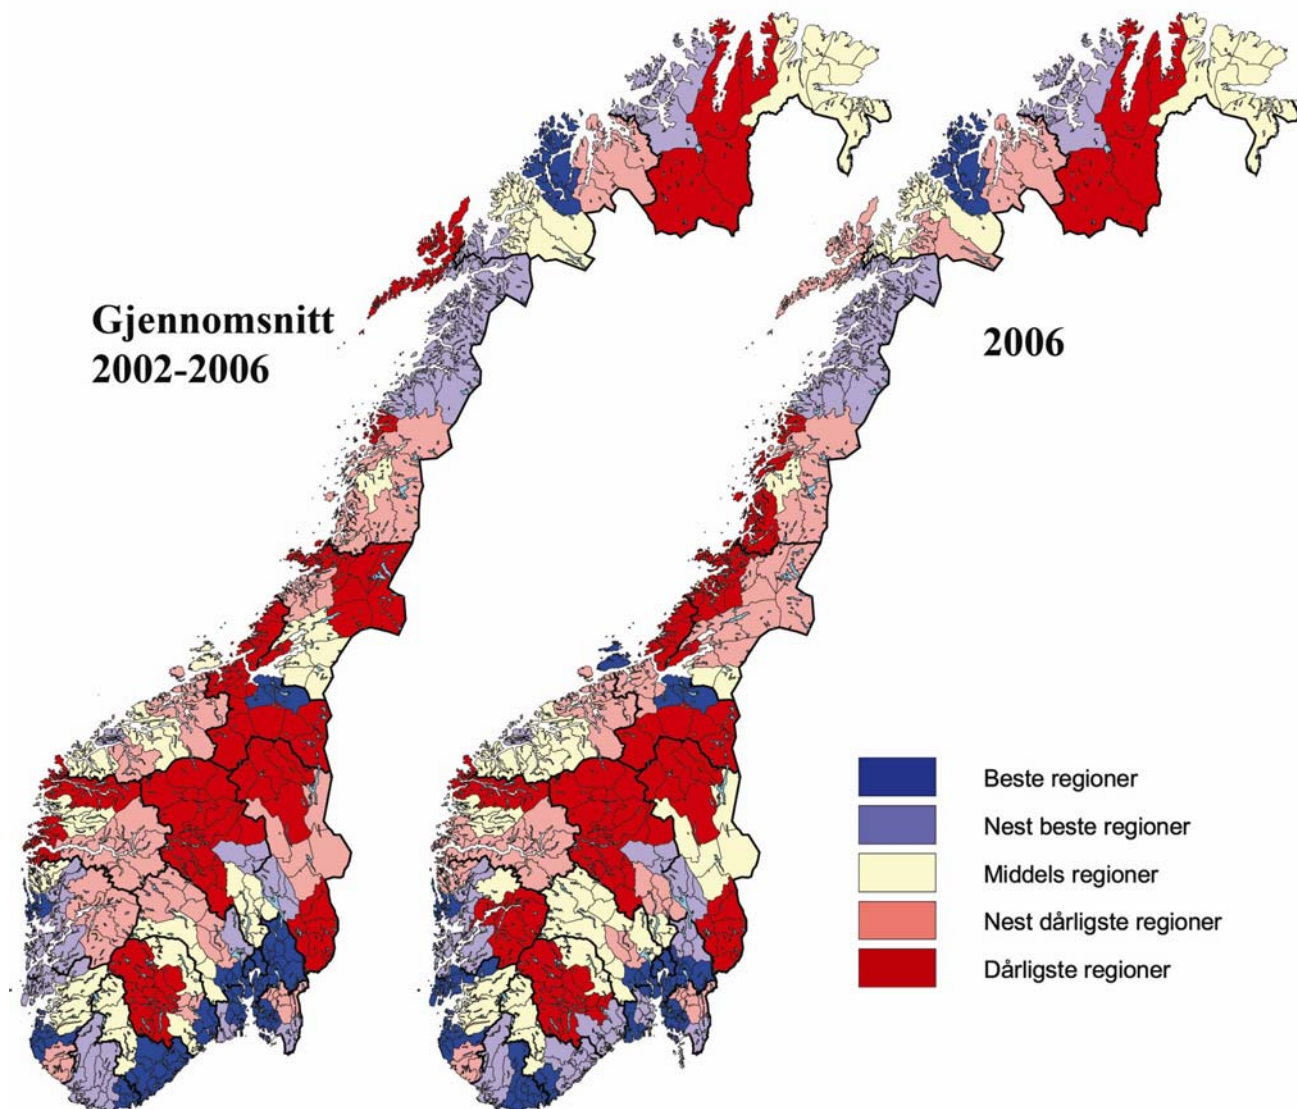 Gjennomsnitt
2002-2006
2006
Beste regioner
Nest beste regioner
Middels regioner
Nest dårligste regioner
Dårligste regioner